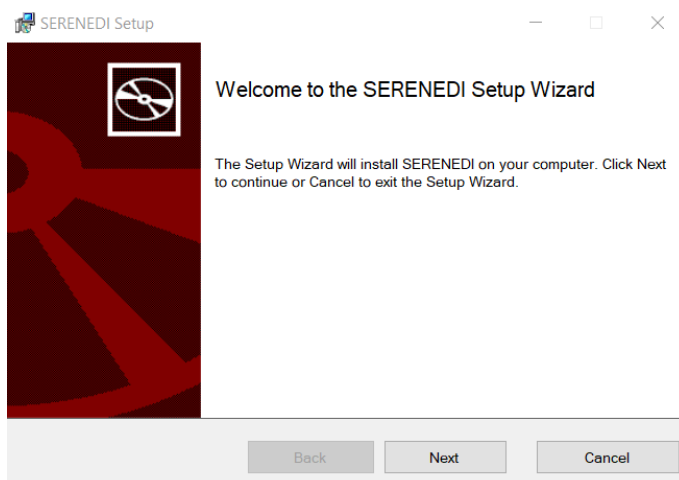 SERENEDI Setup
Welcome to the SERENEDI Setup Wizard
The Setup Wizard will install SERENEDI on your computer. Click Next
to continue or Cancel to exit the Setup Wizard.
Back Next Cancel